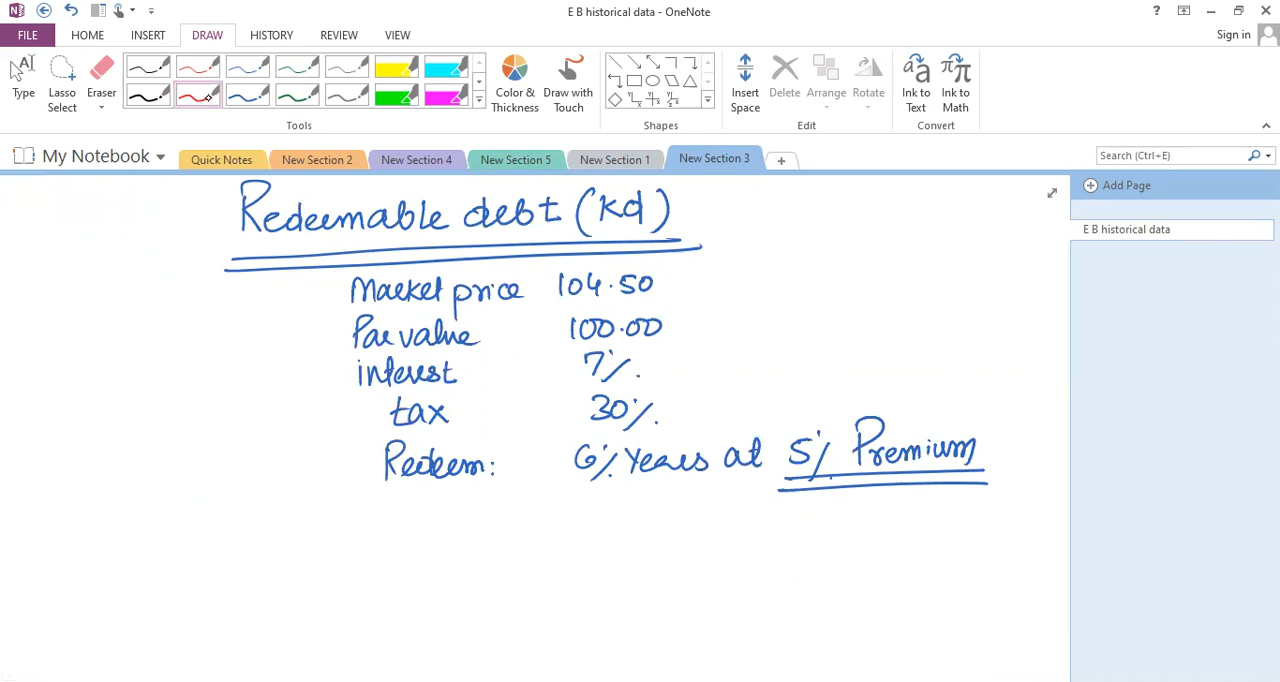 E B historical data - OneNote
?
Sign in
FILE HOME INSERT DRAW HISTORY REVIEW VIEW
Type
Lasso Select
Eraser
Color & Thickness
Draw with Touch
Insert Space
Delete
Arrange
Rotate
Ink to Text
Ink to Math
Tools
Shapes
Edit
Convert
My Notebook
Quick Notes
New Section 2
New Section 4
New Section 5
New Section 1
New Section 3
Search (Ctrl+E)
Add Page
E B historical data
Redeemable debt (Kd)
Market price 104.50
Par value 100.00
interest 7%.
tax 30%.
Redeem: 6% Years at 5% Premium